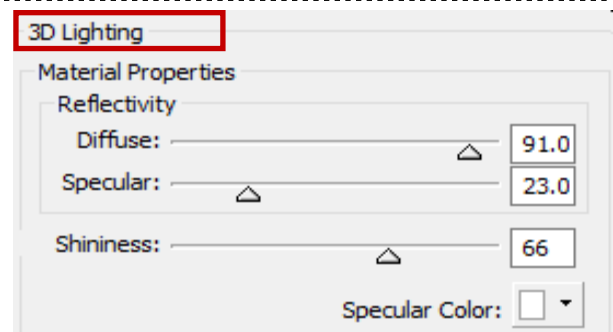 3D Lighting
Material Properties
Reflectivity
Diffuse: 91.0
Specular: 23.0
Shininess: 66
Specular Color: